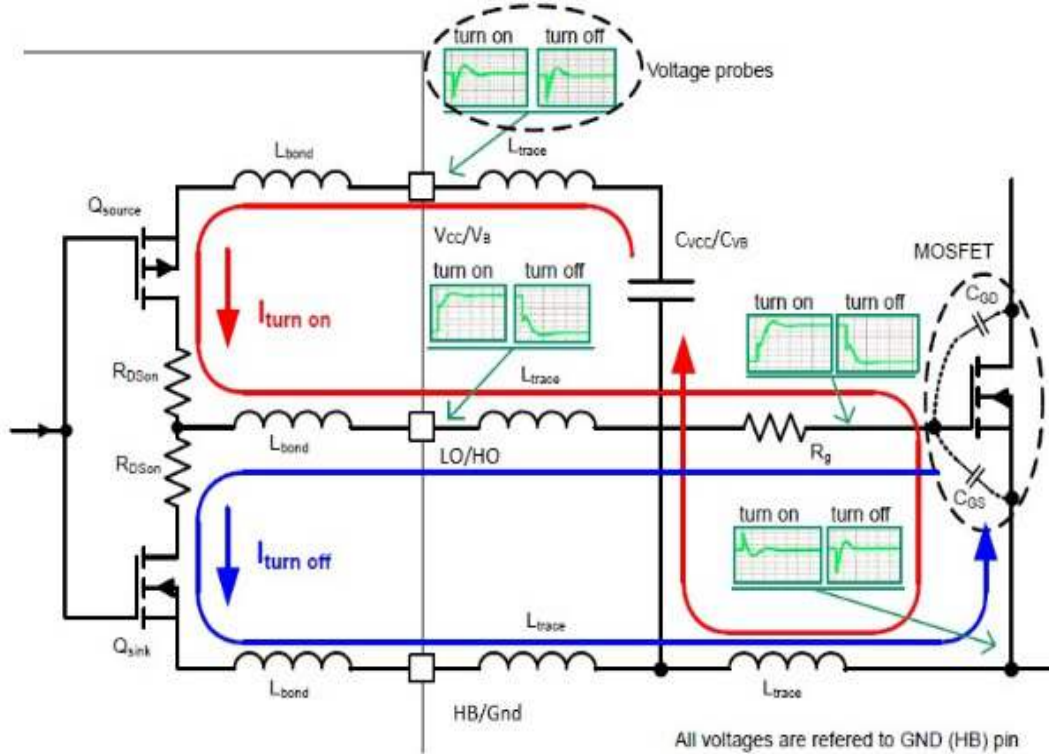 turn on turn off
Voltage probes
Lbond
Ltrace
Qsource
VCC/VB
CVCC/CVB
MOSFET
turn on turn off
turn on turn off
CGD
Iturn on
RDSon
Ltrace
Lbond
LO/HO
Rg
RDSon
CGS
turn on turn off
Iturn off
Ltrace
Qsink
Lbond
HB/Gnd
Ltrace
All voltages are refered to GND (HB) pin